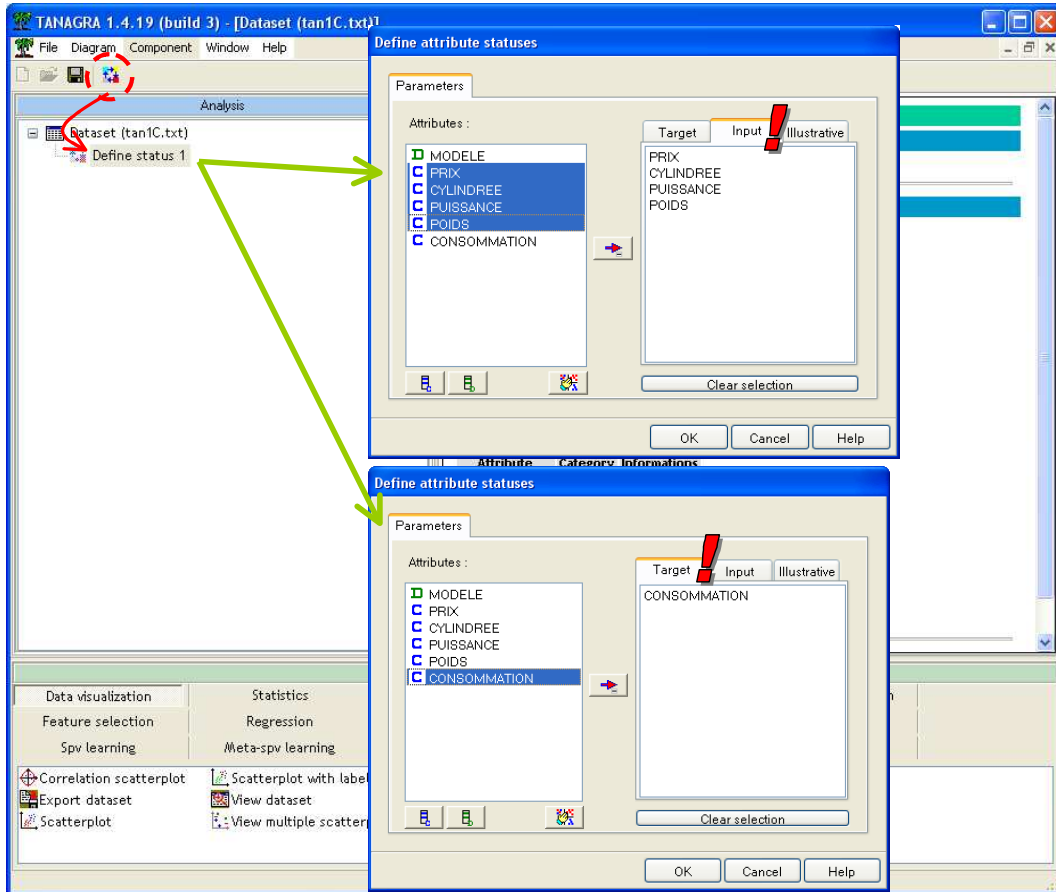 TANAGRA 1.4.19 (build 3) - [Dataset (tan1C.txt)]
File Diagram Component Window Help
Analysis
Dataset (tan1C.txt)
Define status 1
Define attribute statuses
Parameters
Attributes :
MODELE
PRIX
CYLINDREE
PUISSANCE
POIDS
CONSOMMATION
Target Input Illustrative
PRIX
CYLINDREE
PUISSANCE
POIDS
Clear selection
OK Cancel Help
Attribute Category Informations
Define attribute statuses
Parameters
Attributes :
MODELE
PRIX
CYLINDREE
PUISSANCE
POIDS
CONSOMMATION
Target Input Illustrative
CONSOMMATION
Clear selection
OK Cancel Help
Data visualization Statistics
Feature selection Regression
Spv learning Meta-spv learning
Correlation scatterplot Scatterplot with label
Export dataset View dataset
Scatterplot View multiple scatterp